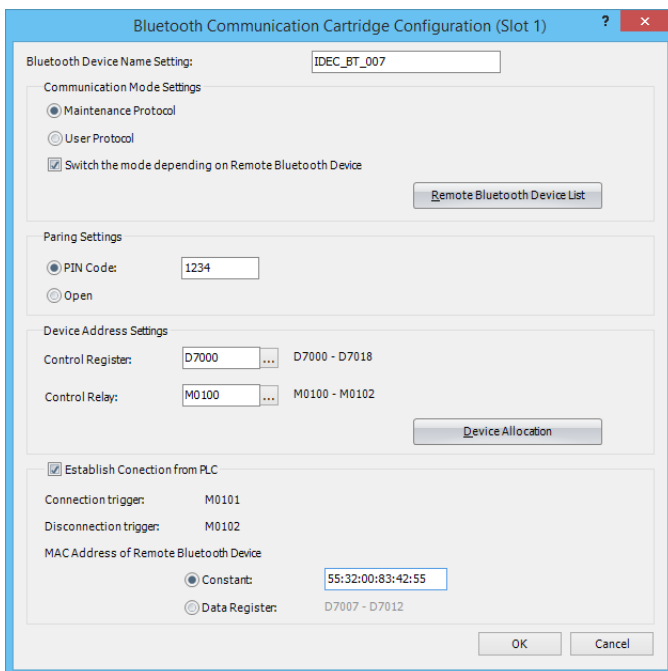 Bluetooth Communication Cartridge Configuration (Slot 1)
? ×
Bluetooth Device Name Setting: IDEC_BT_007
Communication Mode Settings
Maintenance Protocol
User Protocol
Switch the mode depending on Remote Bluetooth Device
Remote Bluetooth Device List
Paring Settings
PIN Code: 1234
Open
Device Address Settings
Control Register: D7000 ... D7000 - D7018
Control Relay: M0100 ... M0100 - M0102
Device Allocation
Establish Conection from PLC
Connection trigger: M0101
Disconnection trigger: M0102
MAC Address of Remote Bluetooth Device
Constant: 55:32:00:83:42:55
Data Register: D7007 - D7012
OK Cancel